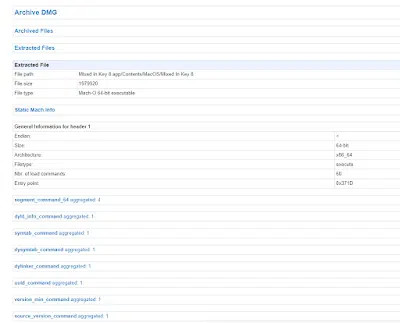 Archive DMG
Archived Files
Extracted Files
Extracted File
File path Mixed In Key 8.app/Contents/MacOS/Mixed In Key 8
File size
File type Mach-O 64-bit executable
Static Mach Info
General Information for header 1
Endian: <
Size: 64-bit
Architecture: x86_64
Filetype: execute
Nbr. of load commands
Entry point: 0x371D
segment_command_64 aggregated: 4
dyld_info_command aggregated: 1
symtab_command aggregated: 1
dysymtab_command aggregated: 1
dylinker_command aggregated: 1
uuid_command aggregated: 1
version_min_command aggregated: 1
source_version_command aggregated: 1